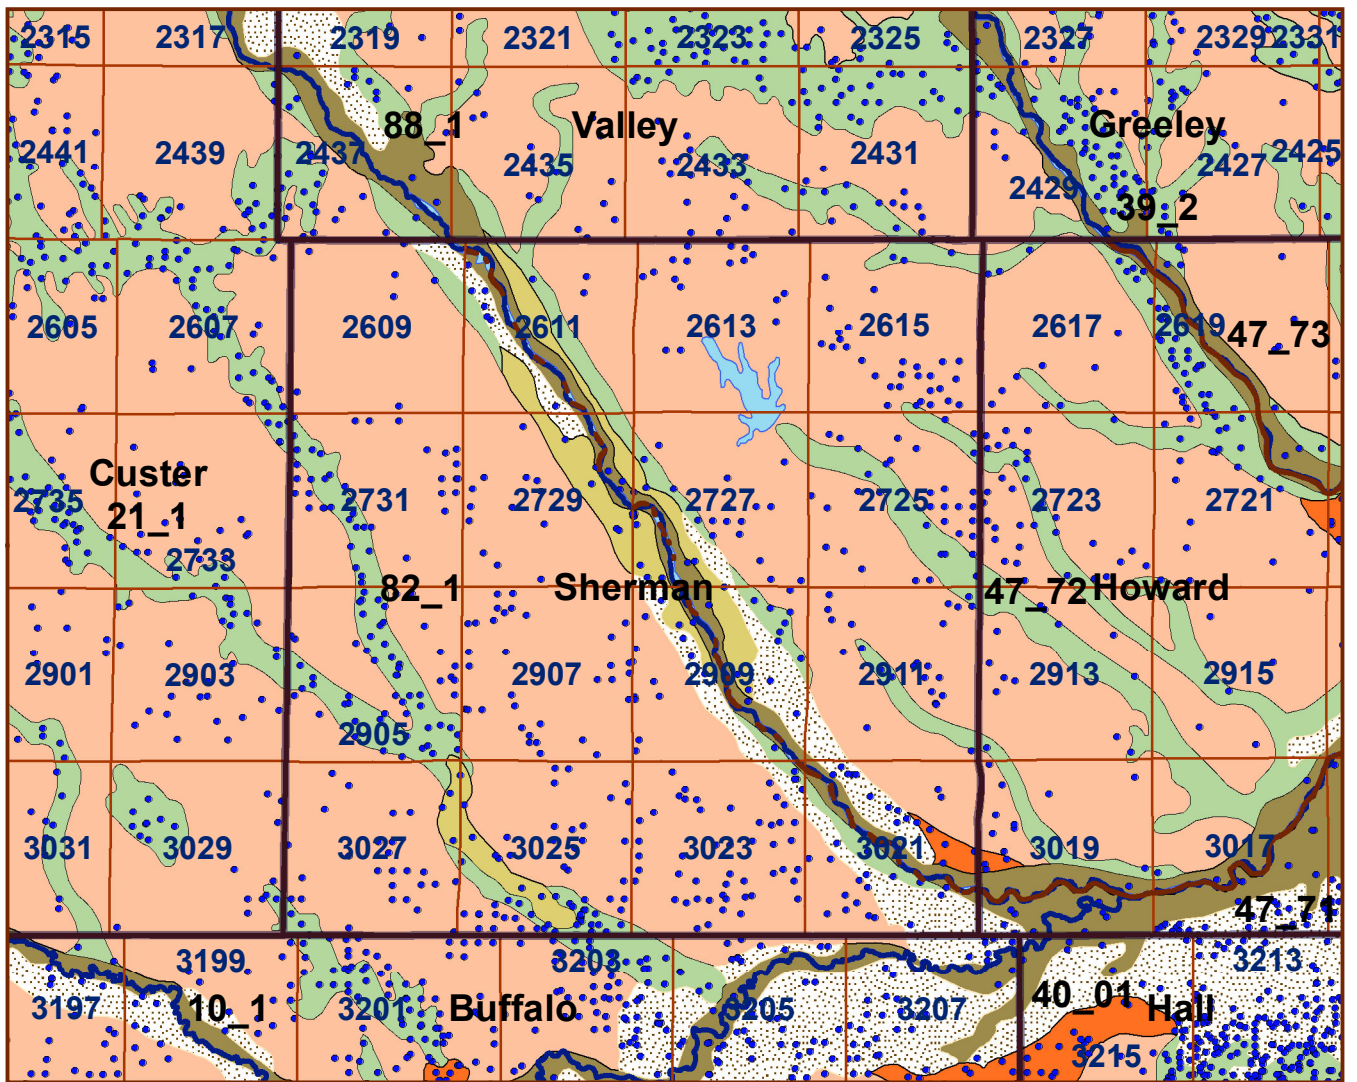 2315 2317 2319 2321 2323 2325 2327 2329 2331
88_1 Valley Greeley
2441 2439 2437 2435 2433 2431 2429 2427 2425
39_2
2605 2607 2609 2611 2613 2615 2617 2619 47_73
Custer
21_1
2735 2731 2729 2727 2725 2723 2721
2733
82_1 Sherman 47_72 Howard
2901 2903 2907 2909 2911 2913 2915
2905
3031 3029 3027 3025 3023 3021 3019 3017
47_71
3199 3203 3213
3197 10_1 3201 Buffalo 3205 3207 40_01 Hall
3215